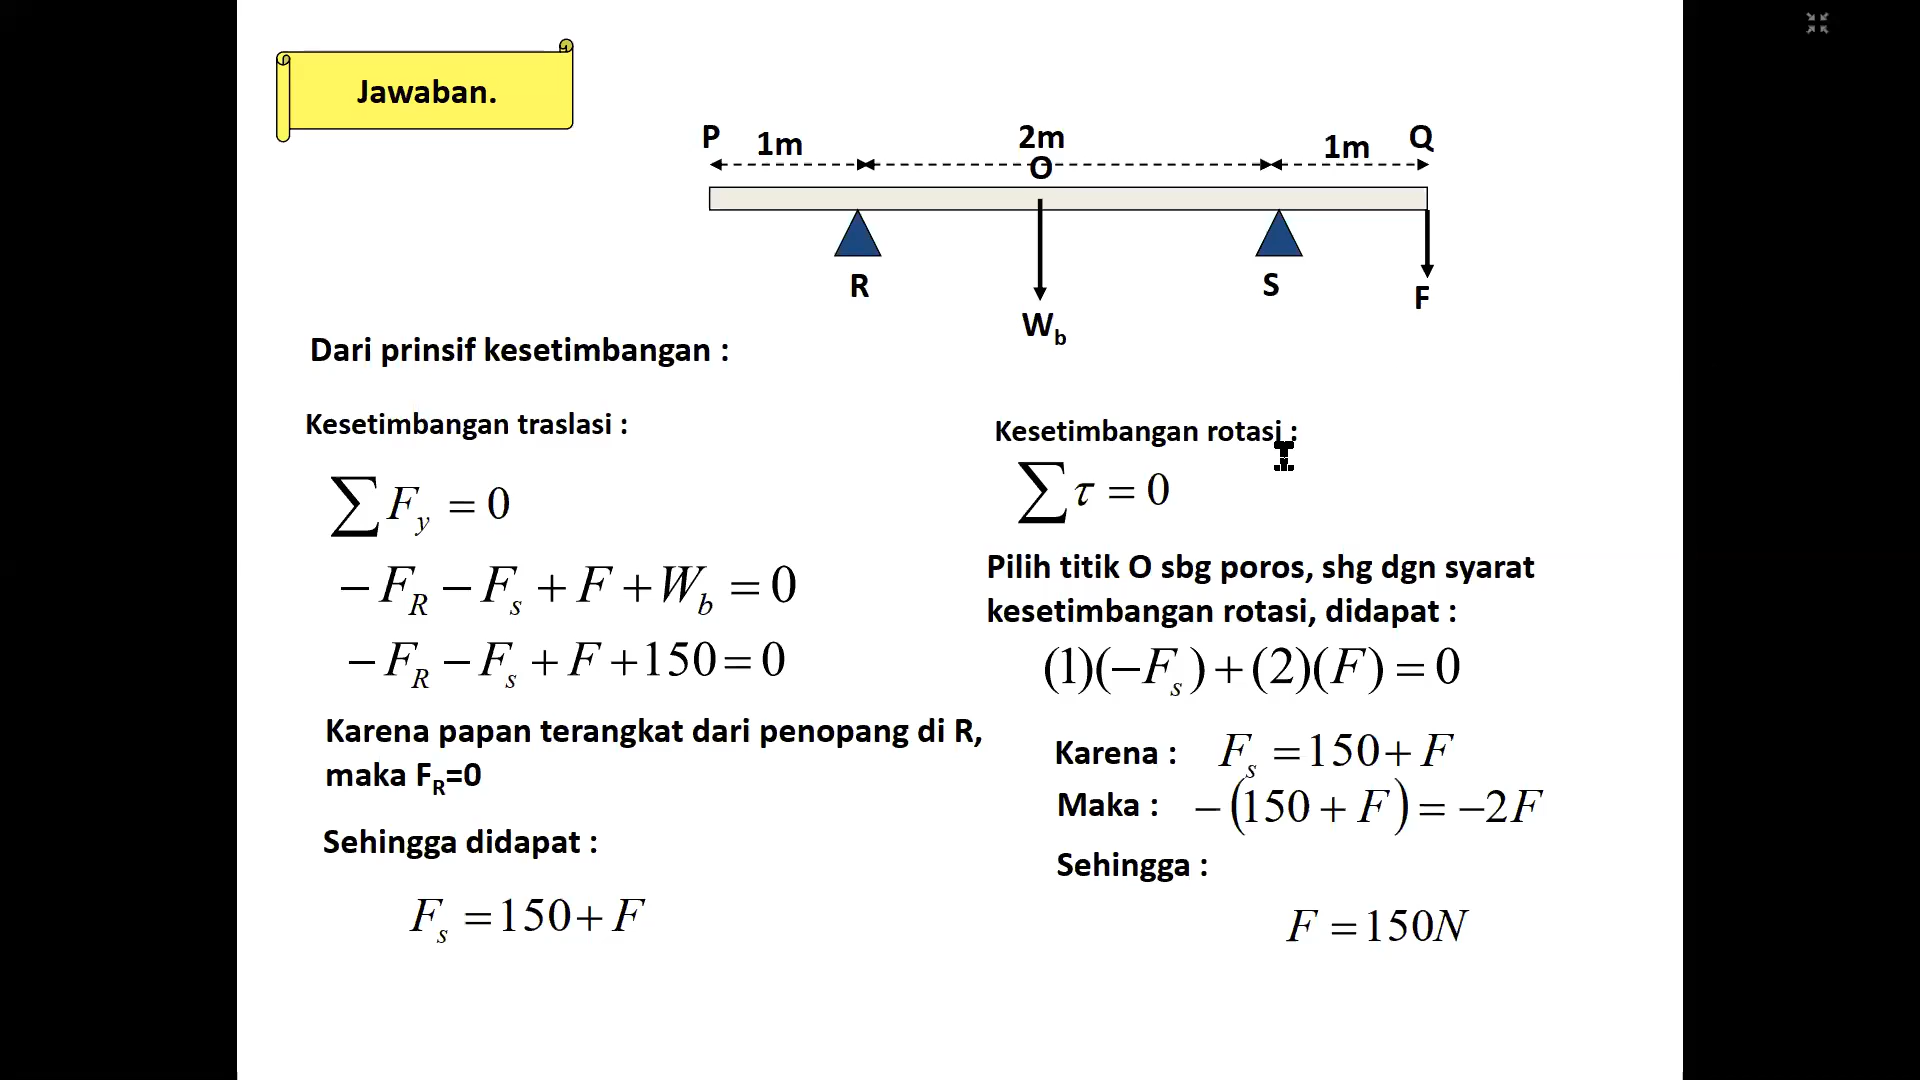 Jawaban.
P 1m 2m 1m Q
O
R S
F
W_b
Dari prinsif kesetimbangan :
Kesetimbangan traslasi :
∑F_y = 0
−F_R − F_s + F + W_b = 0
−F_R − F_s + F + 150 = 0
Karena papan terangkat dari penopang di R,
maka F_R=0
Sehingga didapat :
F_s = 150 + F
Kesetimbangan rotasi :
∑τ = 0
Pilih titik O sbg poros, shg dgn syarat
kesetimbangan rotasi, didapat :
(1)(−F_s) + (2)(F) = 0
Karena : F_s = 150 + F
Maka : −(150 + F) = −2F
Sehingga :
F = 150N